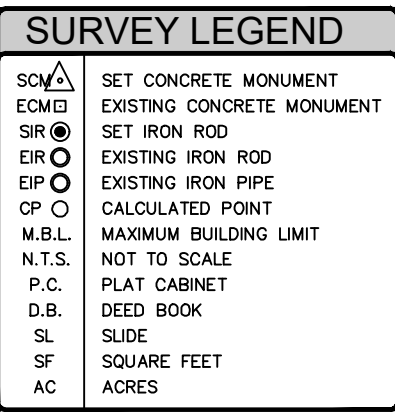 SURVEY LEGEND
SCM SET CONCRETE MONUMENT
ECM EXISTING CONCRETE MONUMENT
SIR SET IRON ROD
EIR EXISTING IRON ROD
EIP EXISTING IRON PIPE
CP CALCULATED POINT
M.B.L. MAXIMUM BUILDING LIMIT
N.T.S. NOT TO SCALE
P.C. PLAT CABINET
D.B. DEED BOOK
SL SLIDE
SF SQUARE FEET
AC ACRES